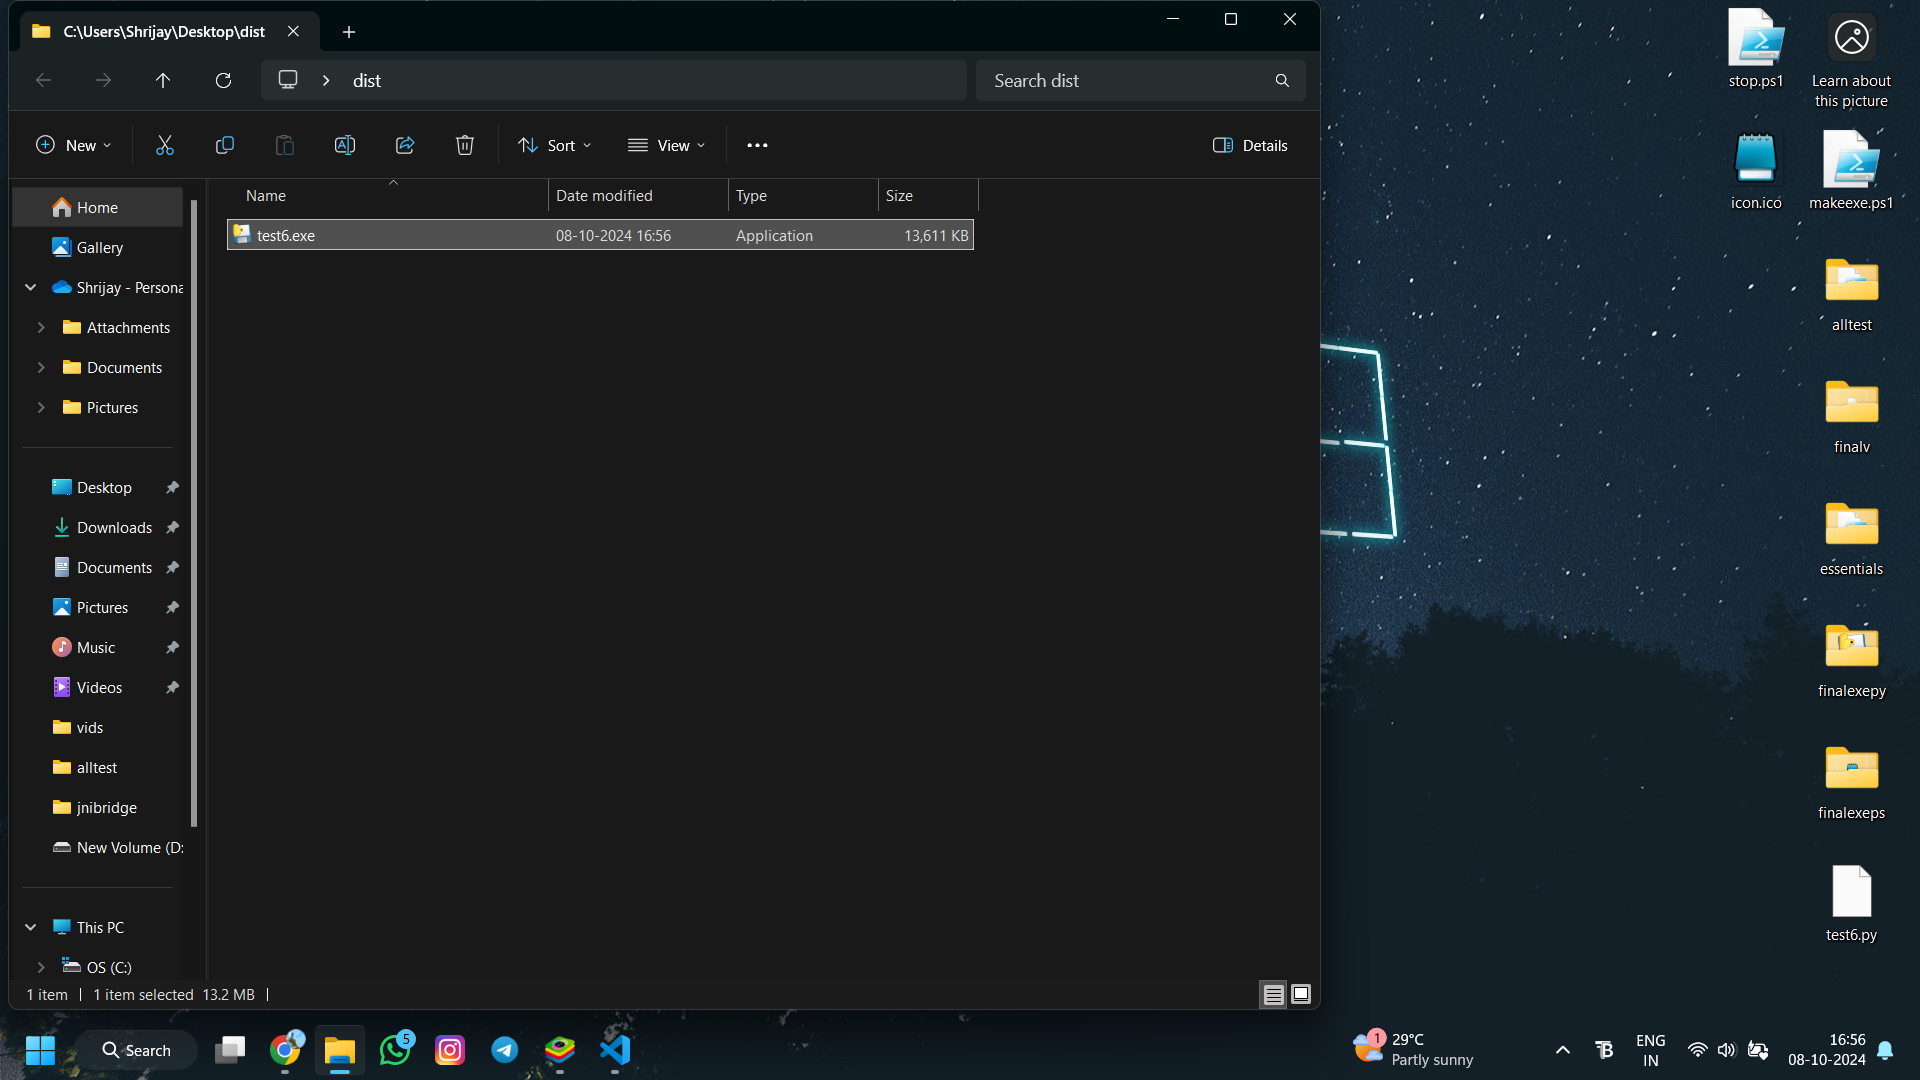 C:\Users\Shrijay\Desktop\dist
dist
Search dist
New
Sort
View
Details
Name
Date modified
Type
Size
test6.exe
08-10-2024 16:56
Application
13,611 KB
Home
Gallery
Shrijay - Persona
Attachments
Documents
Pictures
Desktop
Downloads
Documents
Pictures
Music
Videos
vids
alltest
jnibridge
New Volume (D:
This PC
OS (C:)
1 item
1 item selected 13.2 MB
stop.ps1
Learn about
this picture
icon.ico
makeexe.ps1
alltest
finalv
essentials
finalexepy
finalexeps
test6.py
Search
5
1
29°C
Partly sunny
ENG
IN
16:56
08-10-2024